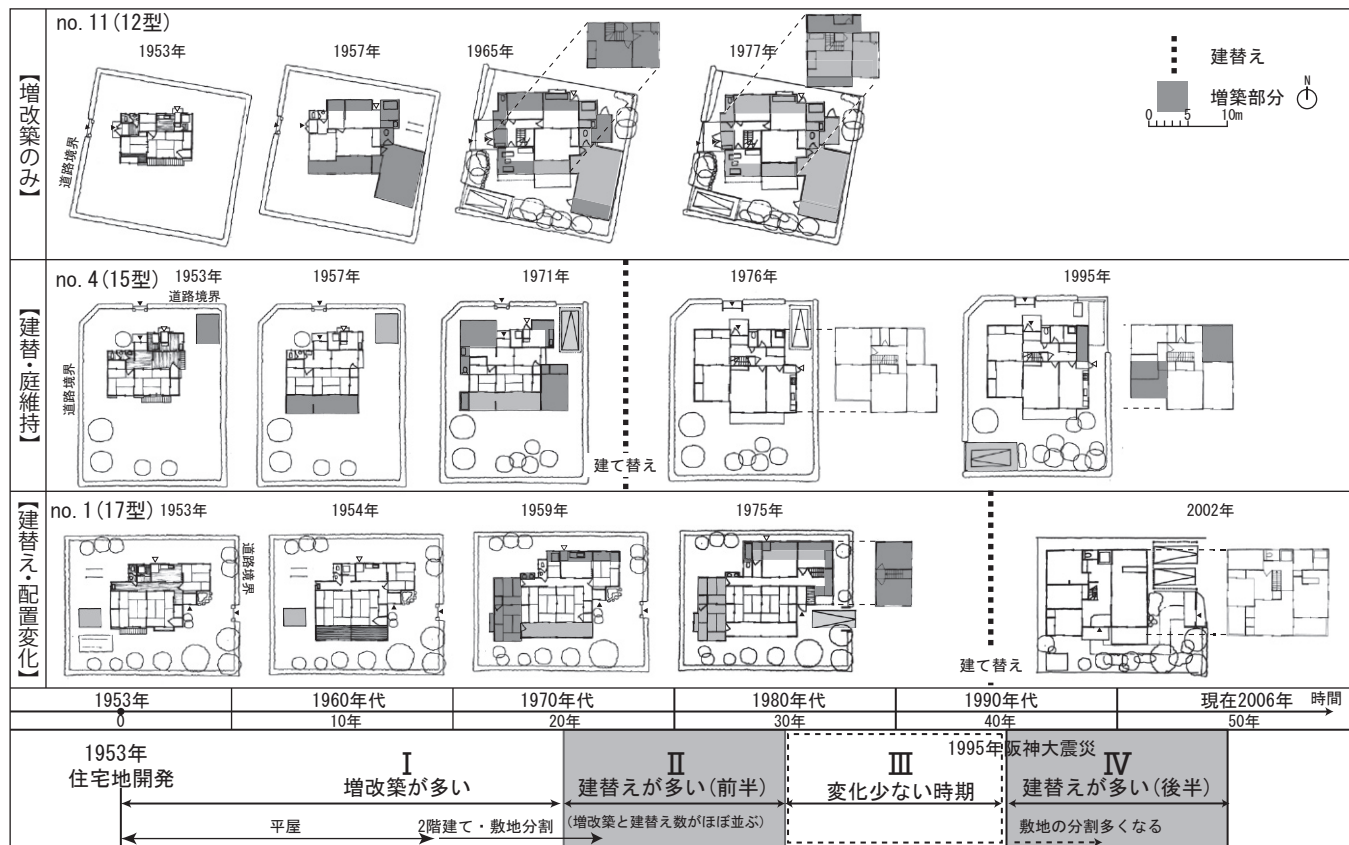 【増改築のみ】
no. 11(12型)
1953年
1957年
1965年
1977年
道路境界
建替え
増築部分
N
0 5 10m
【建替・庭維持】
no. 4(15型)
1953年
1957年
1971年
1976年
1995年
道路境界
道路境界
建て替え
【建替え・配置変化】
no. 1(17型)
1953年
1954年
1959年
1975年
2002年
道路境界
建て替え
1953年 1960年代 1970年代 1980年代 1990年代 現在2006年 時間
0 10年 20年 30年 40年 50年
1953年
住宅地開発
Ⅰ
増改築が多い
平屋
2階建て・敷地分割
Ⅱ
建替えが多い(前半)
(増改築と建替え数がほぼ並ぶ)
Ⅲ
変化少ない時期
1995年阪神大震災
Ⅳ
建替えが多い(後半)
敷地の分割多くなる